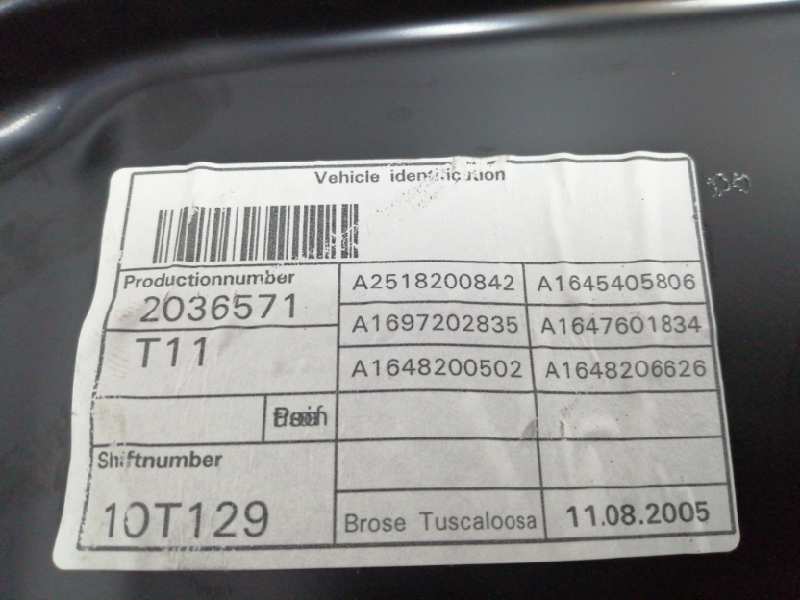 Vehicle identification
Productionnumber
2036571
T11
A2518200842 A1645405806
A1697202835 A1647601834
A1648200502 A1648206626
Shiftnumber
10T129
Brose Tuscaloosa
11.08.2005